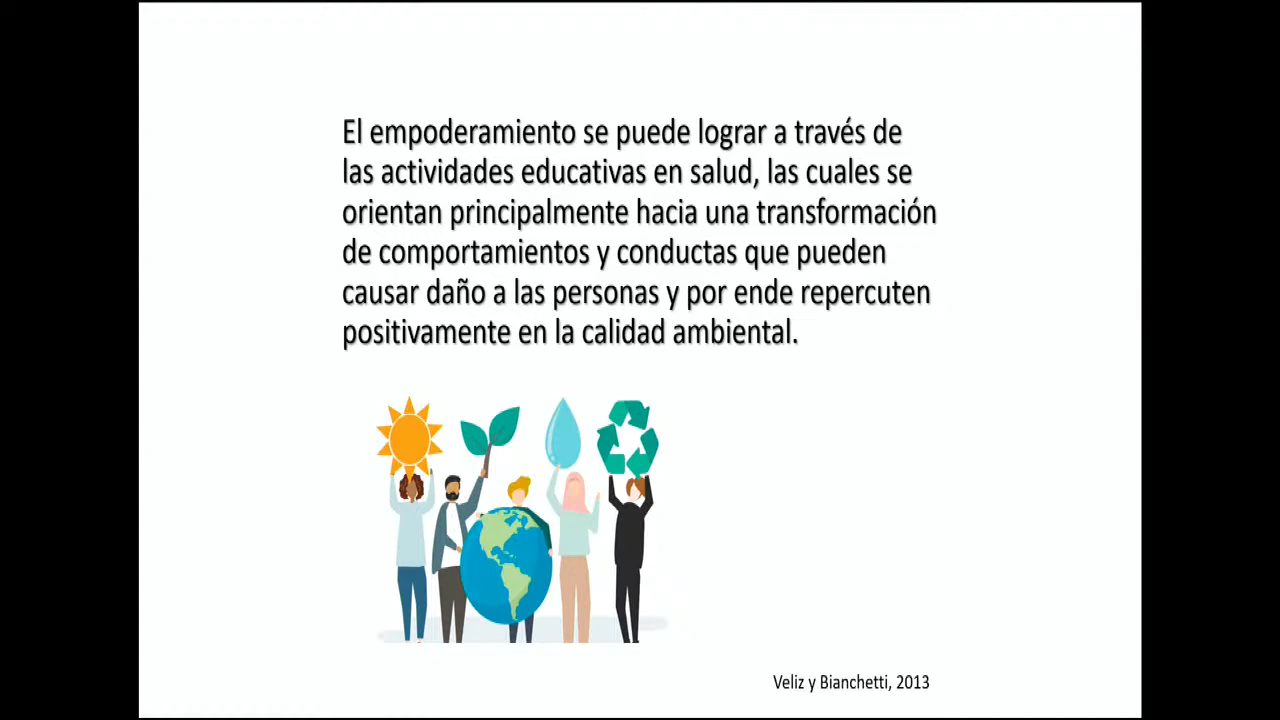 El empoderamiento se puede lograr a través de
las actividades educativas en salud, las cuales se
orientan principalmente hacia una transformación
de comportamientos y conductas que pueden
causar daño a las personas y por ende repercuten
positivamente en la calidad ambiental.
Veliz y Bianchetti, 2013